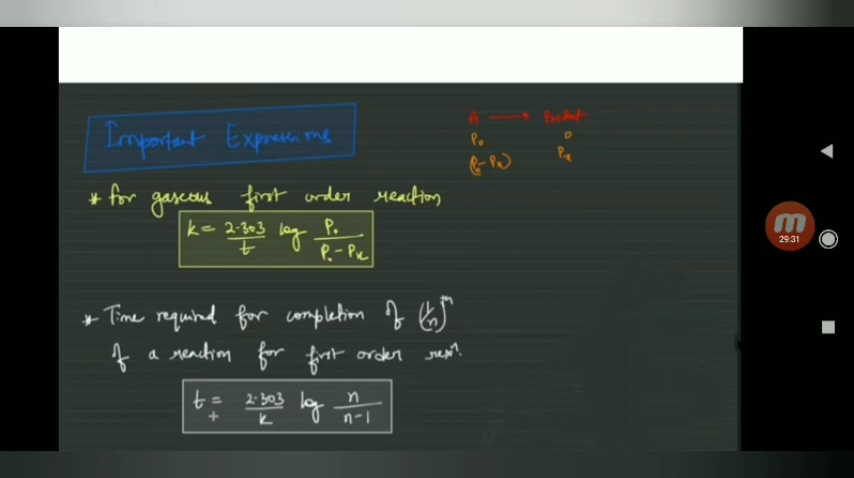 Important Expressions
A → Product
P₀ 0
(P₀ - Pₓ) Pₓ
* for gaseous first order reaction
k = 2.303/t log P₀/(P₀ - Pₓ)
* Time required for completion of (1/n)ᵗʰ
of a reaction for first order reaxⁿ.
t = 2.303/k log n/(n-1)
29:31